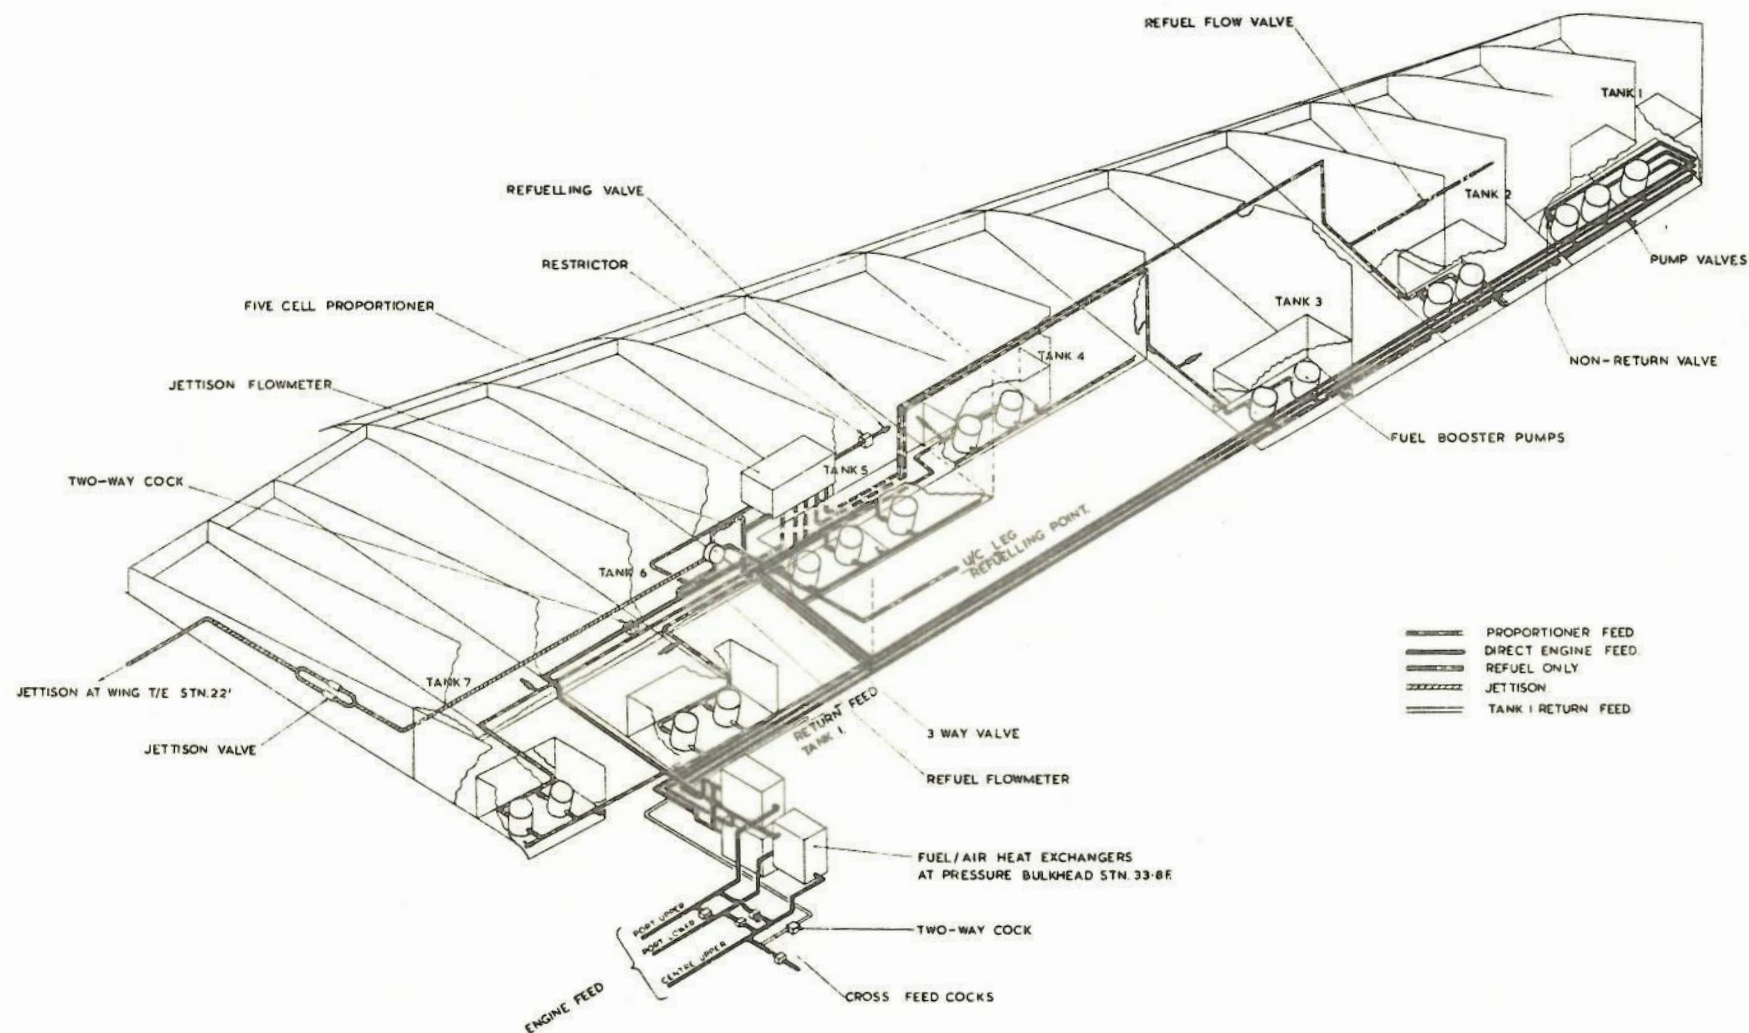 REFUEL FLOW VALVE
TANK 1
REFUELLING VALVE
TANK 2
RESTRICTOR
PUMP VALVES
FIVE CELL PROPORTIONER
TANK 3
TANK 4
NON-RETURN VALVE
JETTISON FLOWMETER
FUEL BOOSTER PUMPS
TANK 5
TWO-WAY COCK
U/C LEG
REFUELLING POINT.
TANK 6
PROPORTIONER FEED
DIRECT ENGINE FEED.
REFUEL ONLY
JETTISON
TANK 1 RETURN FEED
JETTISON AT WING T/E STN.22'
TANK 7
RETURN FEED
TANK 1.
JETTISON VALVE
3 WAY VALVE
REFUEL FLOWMETER
FUEL/AIR HEAT EXCHANGERS
AT PRESSURE BULKHEAD STN. 33·8F.
PORT UPPER
PORT LOWER
CENTRE UPPER
TWO-WAY COCK
CROSS FEED COCKS
ENGINE FEED